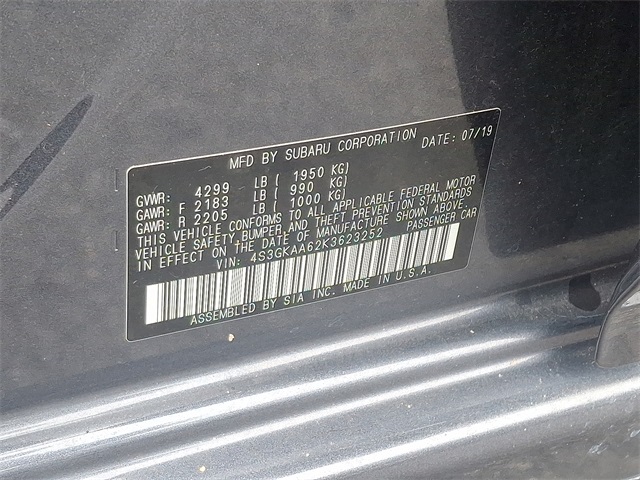 MFD BY SUBARU CORPORATION DATE: 07/19
GVWR: 4299 LB ( 1950 KG)
GAWR: F 2183 LB ( 990 KG)
GAWR: R 2205 LB ( 1000 KG)
THIS VEHICLE CONFORMS TO ALL APPLICABLE FEDERAL MOTOR
VEHICLE SAFETY, BUMPER, AND THEFT PREVENTION STANDARDS
IN EFFECT ON THE DATE OF MANUFACTURE SHOWN ABOVE.
VIN: 4S3GKAA62K3623252 PASSENGER CAR
ASSEMBLED BY SIA INC. MADE IN U.S.A.